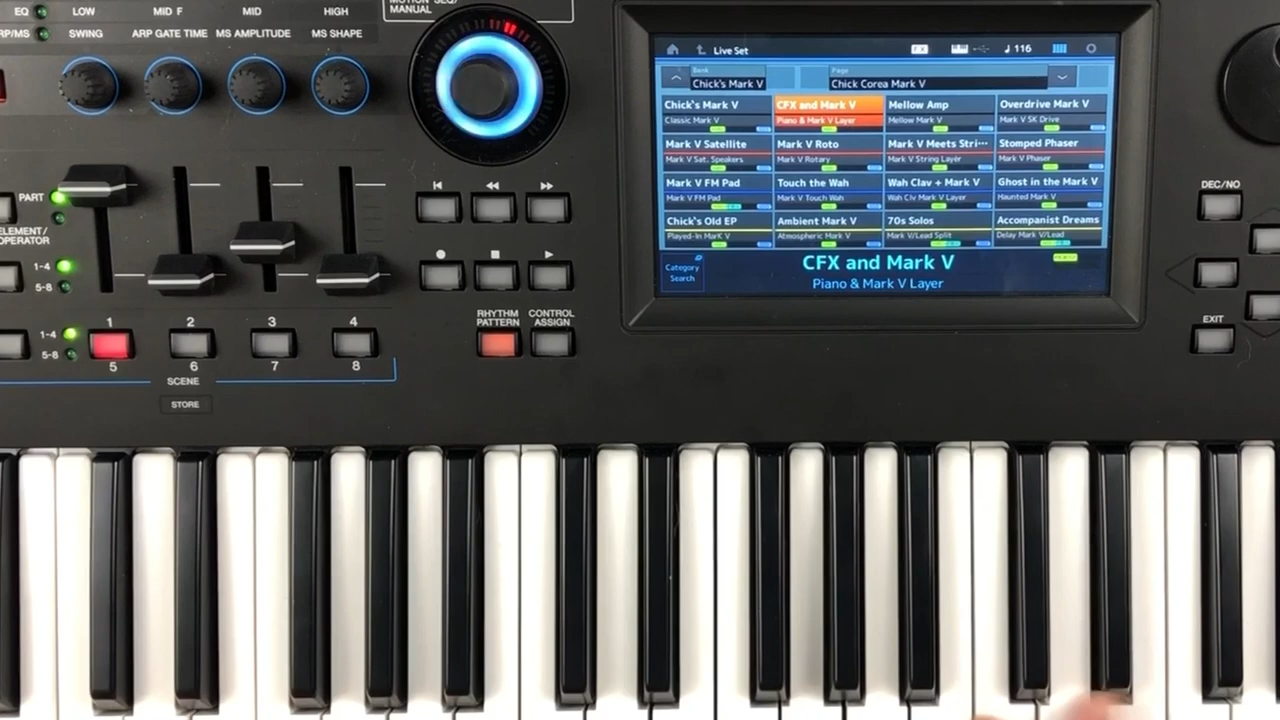 MOTION SEQ/
MANUAL
EQ LOW MID F MID HIGH
RP/MS SWING ARP GATE TIME MS AMPLITUDE MS SHAPE
PART
ELEMENT/
OPERATOR
1-4
5-8
1-4
5-8
1 2 3 4
5 6 7 8
SCENE
STORE
RHYTHM
PATTERN
CONTROL
ASSIGN
DEC/NO
EXIT
Live Set
FX
♩ 116
Bank
Chick's Mark V
Page
Chick Corea Mark V
Chick's Mark V
Classic Mark V
CFX and Mark V
Piano & Mark V Layer
Mellow Amp
Mellow Mark V
Overdrive Mark V
Mark V SK Drive
Mark V Satellite
Mark V Sat. Speakers
Mark V Roto
Mark V Rotary
Mark V Meets Stri···
Mark V String Layer
Stomped Phaser
Mark V Phaser
Mark V FM Pad
Mark V FM Pad
Touch the Wah
Mark V Touch Wah
Wah Clav + Mark V
Wah Clv Mark V Layer
Ghost in the Mark V
Haunted Mark V
Chick's Old EP
Played-In MarK V
Ambient Mark V
Atmospheric Mark V
70s Solos
Mark V/Lead Split
Accompanist Dreams
Delay Mark V/Lead
Category
Search
CFX and Mark V
Piano & Mark V Layer